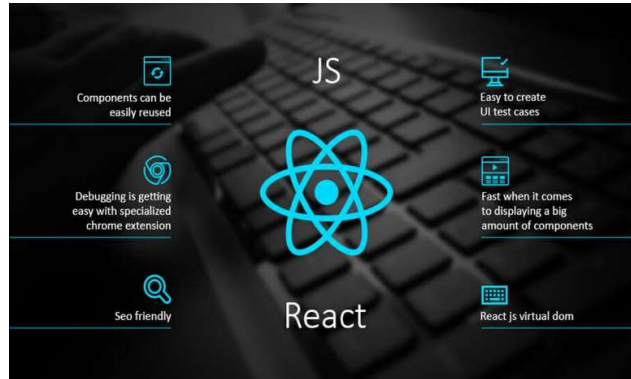 JS
Components can be
easily reused
Easy to create
UI test cases
Debugging is getting
easy with specialized
chrome extension
Fast when it comes
to displaying a big
amount of components
Seo friendly
React
React js virtual dom